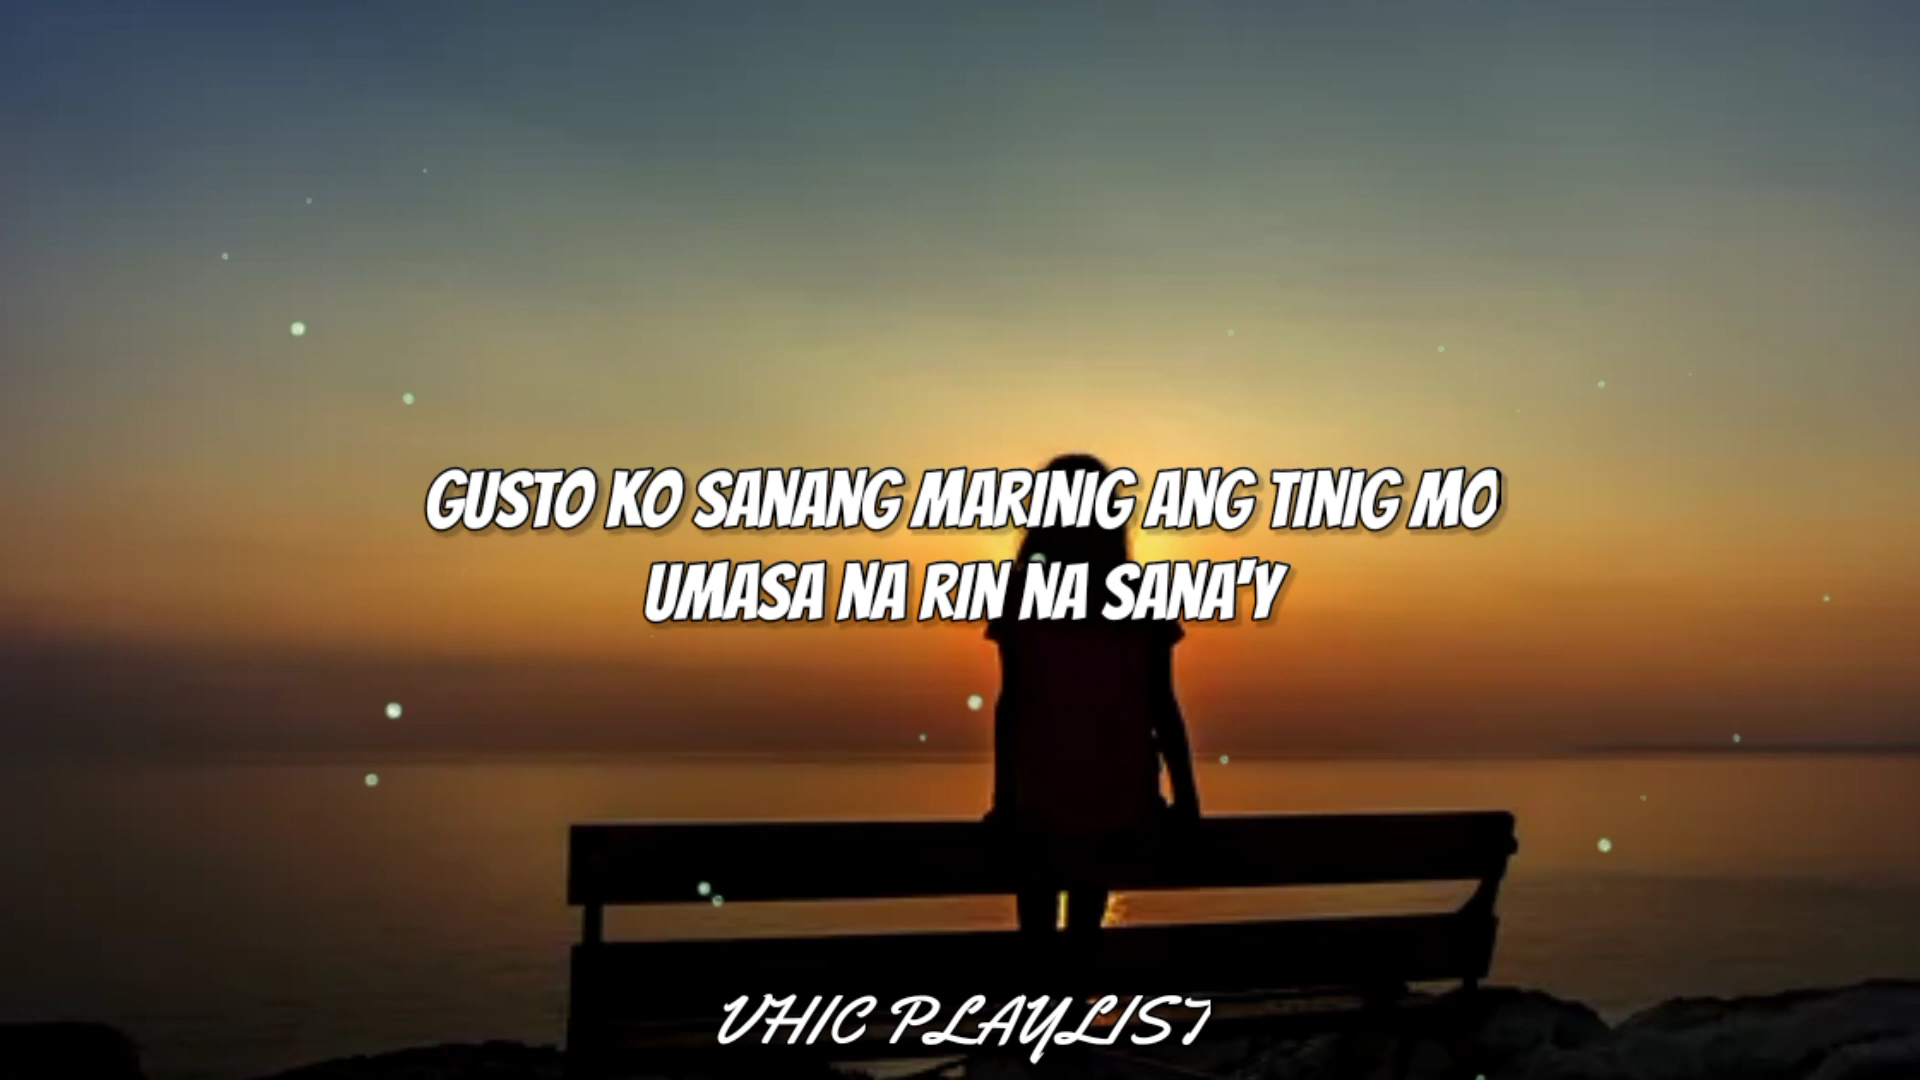 GUSTO KO SANANG MARINIG ANG TINIG MO
UMASA NA RIN NA SANA'Y
VHIC PLAYLIST